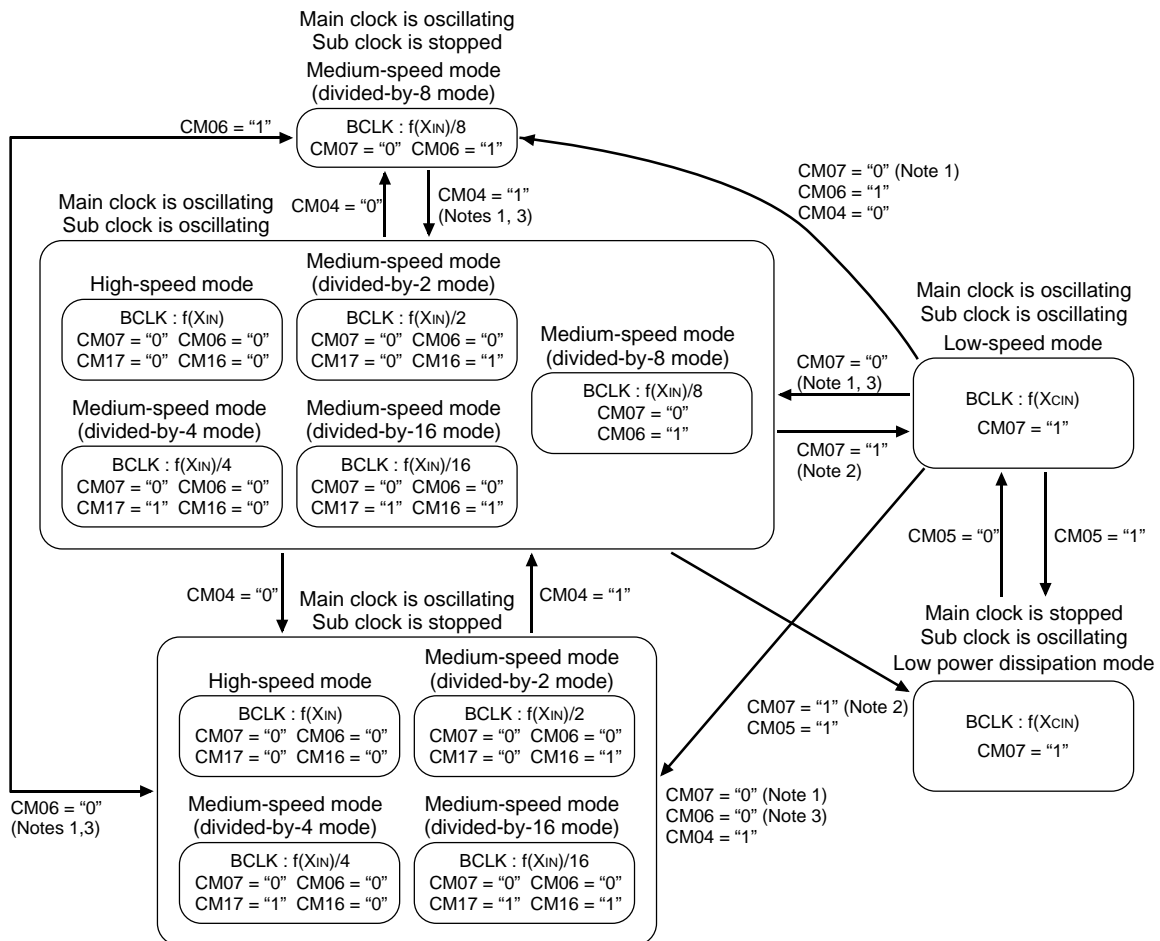 Main clock is oscillating
Sub clock is stopped
Medium-speed mode
(divided-by-8 mode)
CM06 = “1”
BCLK : f(XIN)/8
CM07 = “0” CM06 = “1”
CM07 = “0” (Note 1)
CM06 = “1”
CM04 = “0”
Main clock is oscillating
Sub clock is oscillating
CM04 = “0”
CM04 = “1”
(Notes 1, 3)
High-speed mode
BCLK : f(XIN)
CM07 = “0” CM06 = “0”
CM17 = “0” CM16 = “0”
Medium-speed mode
(divided-by-2 mode)
BCLK : f(XIN)/2
CM07 = “0” CM06 = “0”
CM17 = “0” CM16 = “1”
Medium-speed mode
(divided-by-8 mode)
BCLK : f(XIN)/8
CM07 = “0”
CM06 = “1”
Medium-speed mode
(divided-by-4 mode)
BCLK : f(XIN)/4
CM07 = “0” CM06 = “0”
CM17 = “1” CM16 = “0”
Medium-speed mode
(divided-by-16 mode)
BCLK : f(XIN)/16
CM07 = “0” CM06 = “0”
CM17 = “1” CM16 = “1”
CM07 = “0”
(Note 1, 3)
CM07 = “1”
(Note 2)
Main clock is oscillating
Sub clock is oscillating
Low-speed mode
BCLK : f(XCIN)
CM07 = “1”
CM05 = “0”
CM05 = “1”
Main clock is stopped
Sub clock is oscillating
Low power dissipation mode
BCLK : f(XCIN)
CM07 = “1”
CM07 = “1” (Note 2)
CM05 = “1”
CM04 = “0”
CM04 = “1”
Main clock is oscillating
Sub clock is stopped
High-speed mode
BCLK : f(XIN)
CM07 = “0” CM06 = “0”
CM17 = “0” CM16 = “0”
Medium-speed mode
(divided-by-2 mode)
BCLK : f(XIN)/2
CM07 = “0” CM06 = “0”
CM17 = “0” CM16 = “1”
Medium-speed mode
(divided-by-4 mode)
BCLK : f(XIN)/4
CM07 = “0” CM06 = “0”
CM17 = “1” CM16 = “0”
Medium-speed mode
(divided-by-16 mode)
BCLK : f(XIN)/16
CM07 = “0” CM06 = “0”
CM17 = “1” CM16 = “1”
CM06 = “0”
(Notes 1,3)
CM07 = “0” (Note 1)
CM06 = “0” (Note 3)
CM04 = “1”